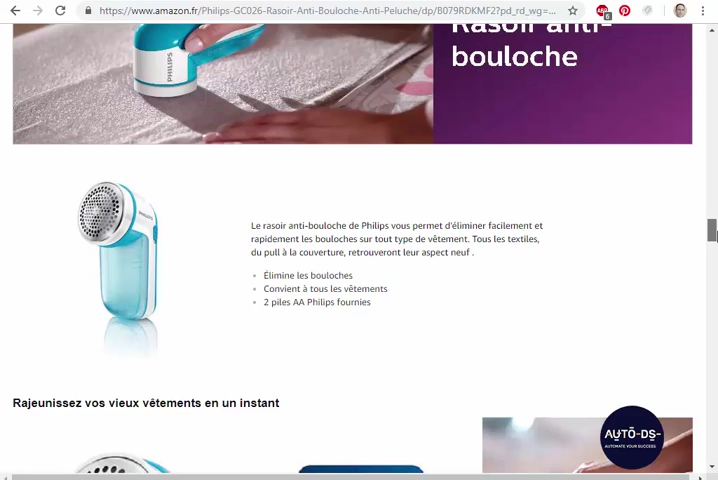 https://www.amazon.fr/Philips-GC026-Rasoir-Anti-Bouloche-Anti-Peluche/dp/B079RDKMF2?pd_rd_wg=...
ABP
6
Rasoir anti-
bouloche
PHILIPS
PHILIPS
Le rasoir anti-bouloche de Philips vous permet d'éliminer facilement et
rapidement les bouloches sur tout type de vêtement. Tous les textiles,
du pull à la couverture, retrouveront leur aspect neuf .
Élimine les bouloches
Convient à tous les vêtements
2 piles AA Philips fournies
Rajeunissez vos vieux vêtements en un instant
AUTO-DS-
AUTOMATE YOUR SUCCESS